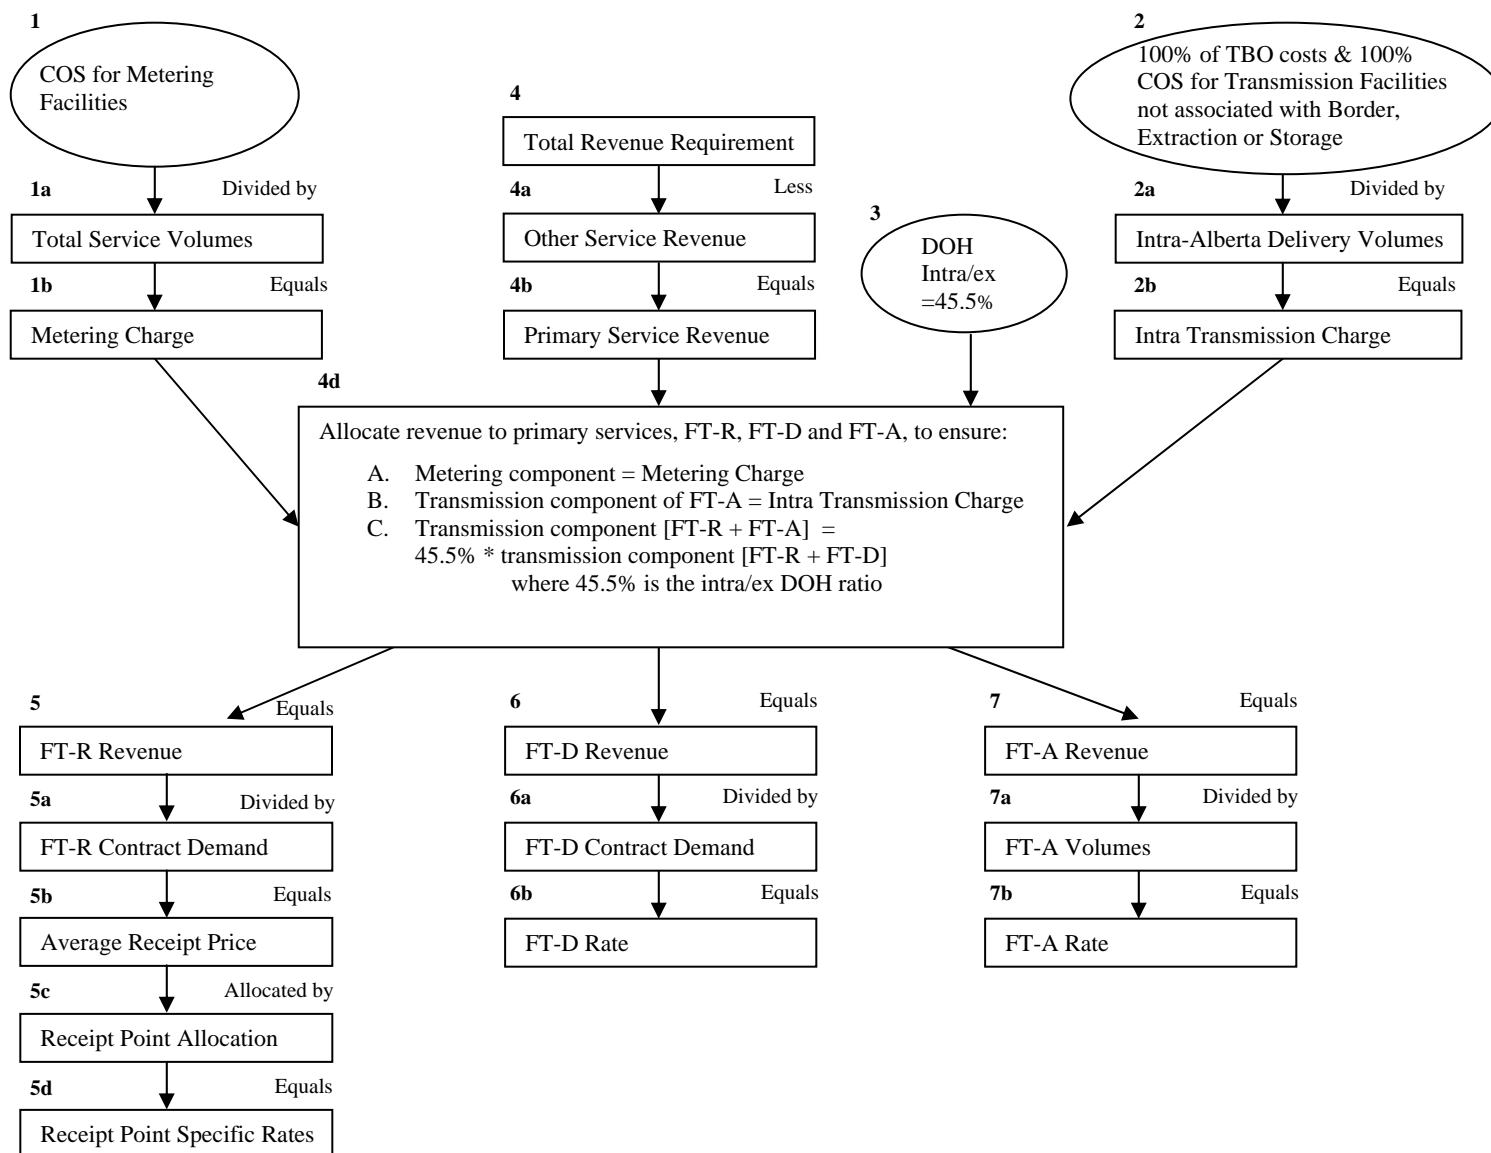 1
COS for Metering
Facilities
1a
Divided by
Total Service Volumes
1b
Equals
Metering Charge
4
Total Revenue Requirement
4a
Less
Other Service Revenue
4b
Equals
Primary Service Revenue
3
DOH
Intra/ex
=45.5%
2
100% of TBO costs & 100%
COS for Transmission Facilities
not associated with Border,
Extraction or Storage
2a
Divided by
Intra-Alberta Delivery Volumes
2b
Equals
Intra Transmission Charge
4d
Allocate revenue to primary services, FT-R, FT-D and FT-A, to ensure:
A. Metering component = Metering Charge
B. Transmission component of FT-A = Intra Transmission Charge
C. Transmission component [FT-R + FT-A] =
45.5% * transmission component [FT-R + FT-D]
where 45.5% is the intra/ex DOH ratio
5
Equals
FT-R Revenue
5a
Divided by
FT-R Contract Demand
5b
Equals
Average Receipt Price
5c
Allocated by
Receipt Point Allocation
5d
Equals
Receipt Point Specific Rates
6
Equals
FT-D Revenue
6a
Divided by
FT-D Contract Demand
6b
Equals
FT-D Rate
7
Equals
FT-A Revenue
7a
Divided by
FT-A Volumes
7b
Equals
FT-A Rate